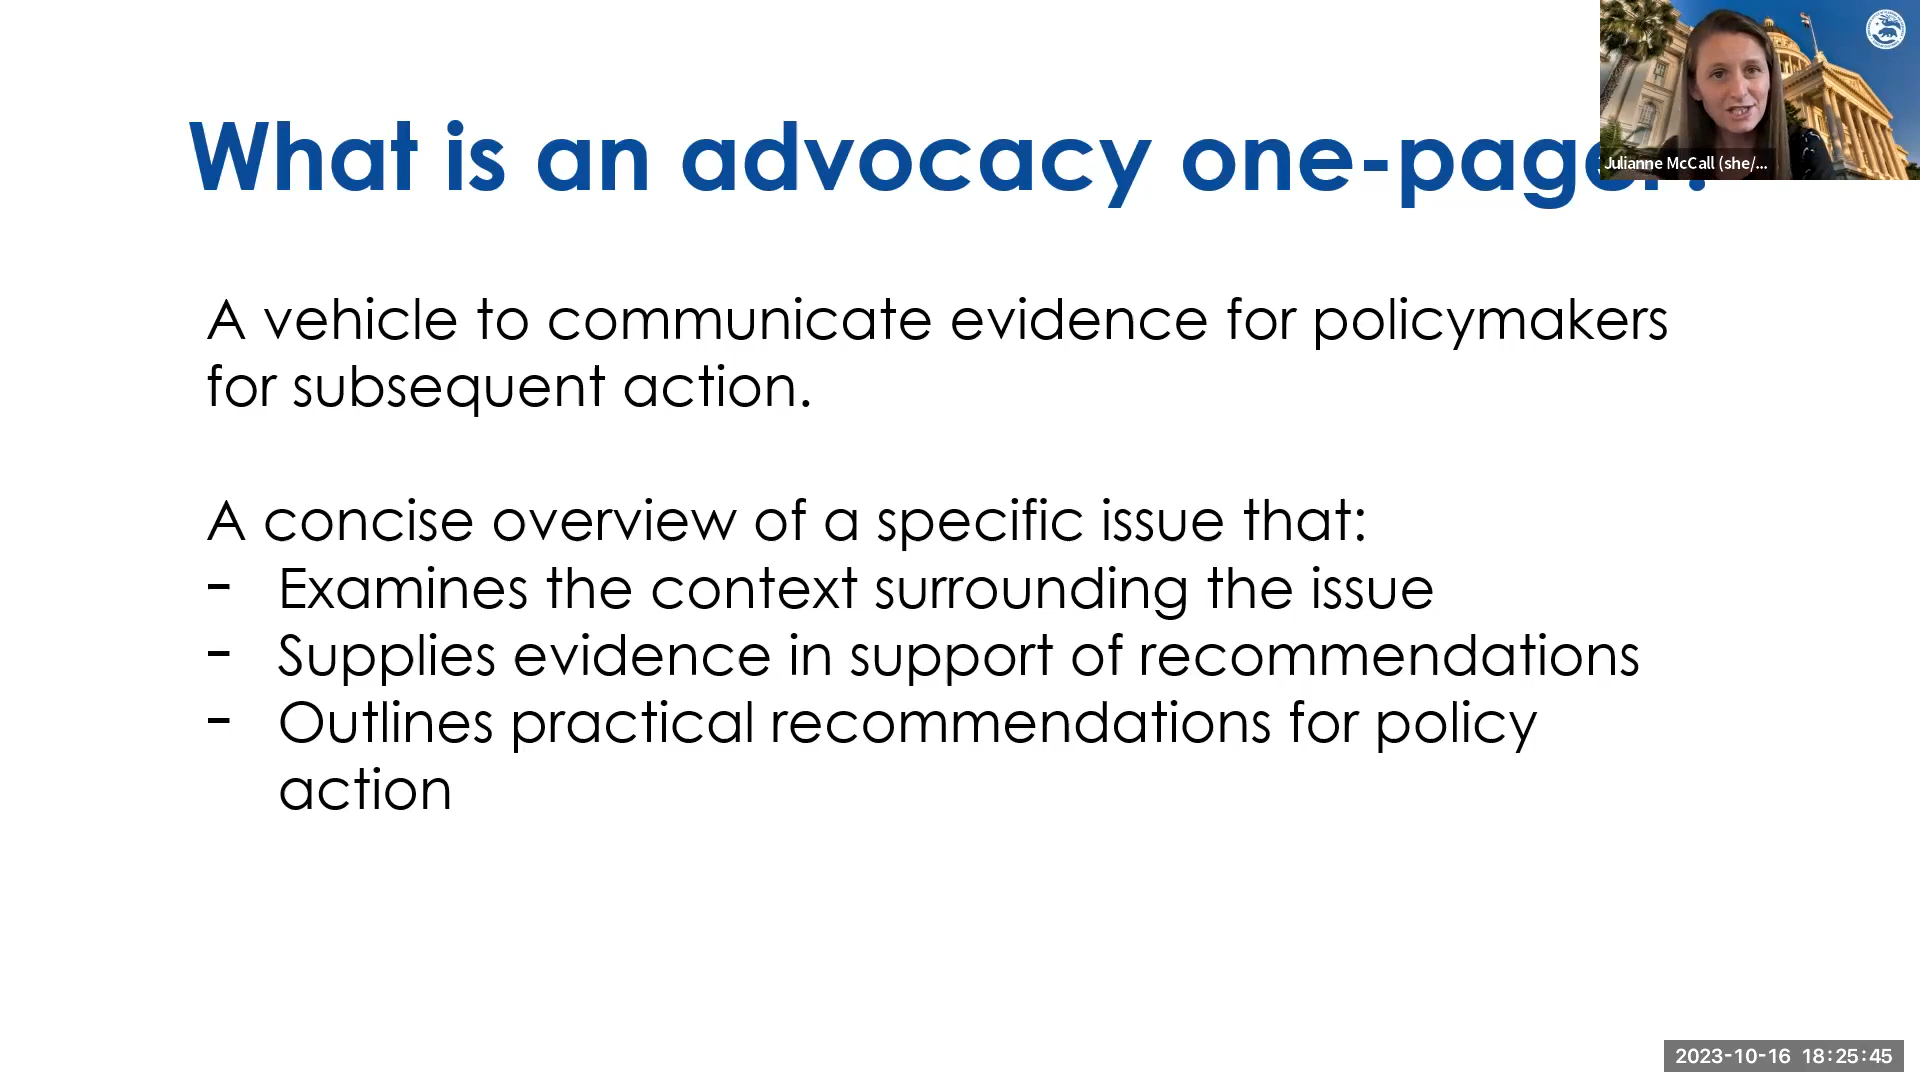 What is an advocacy one-pager?
Julianne McCall (she/...
A vehicle to communicate evidence for policymakers
for subsequent action.
A concise overview of a specific issue that:
- Examines the context surrounding the issue
- Supplies evidence in support of recommendations
- Outlines practical recommendations for policy
action
2023-10-16 18:25:45